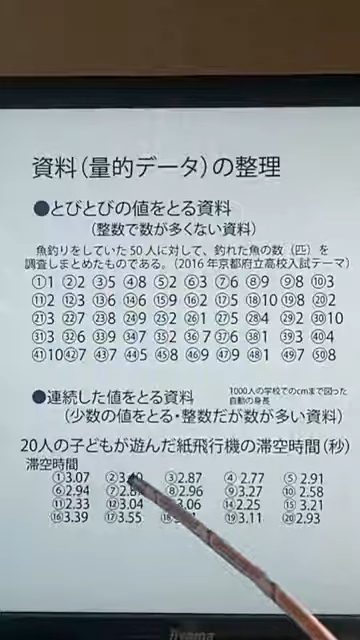 資料(量的データ)の整理
●とびとびの値をとる資料
(整数で数が多くない資料)
魚釣りをしていた50人に対して、釣れた魚の数(匹)を
調査しまとめたものである。(2016年京都府立高校入試テーマ)
①1 ②2 ③5 ④8 ⑤2 ⑥3 ⑦6 ⑧9 ⑨8 ⑩3
⑪2 ⑫3 ⑬6 ⑭6 ⑮9 ⑯2 ⑰5 ⑱10 ⑲8 ⑳2
㉑3 ㉒7 ㉓8 ㉔9 ㉕2 ㉖1 ㉗5 ㉘4 ㉙2 ㉚10
㉛3 ㉜6 ㉝9 ㉞7 ㉟2 ㊱7 ㊲6 ㊳1 ㊴3 ㊵4
㊶10 ㊷7 ㊸7 ㊹5 ㊺8 ㊻9 ㊼9 ㊽1 ㊾7 ㊿8
●連続した値をとる資料 1000人の学校でのcmまで図った
自動の身長
(少数の値をとる・整数だが数が多い資料)
20人の子どもが遊んだ紙飛行機の滞空時間(秒)
滞空時間
①3.07 ② ③2.87 ④2.77 ⑤2.91
⑥2.94 ⑦ ⑧2.96 ⑨3.27 ⑩2.58
⑪2.33 ⑫3.04 .06 ⑭2.25 ⑮3.21
⑯3.39 ⑰3.55 ⑲3.11 ⑳2.93
iiyama